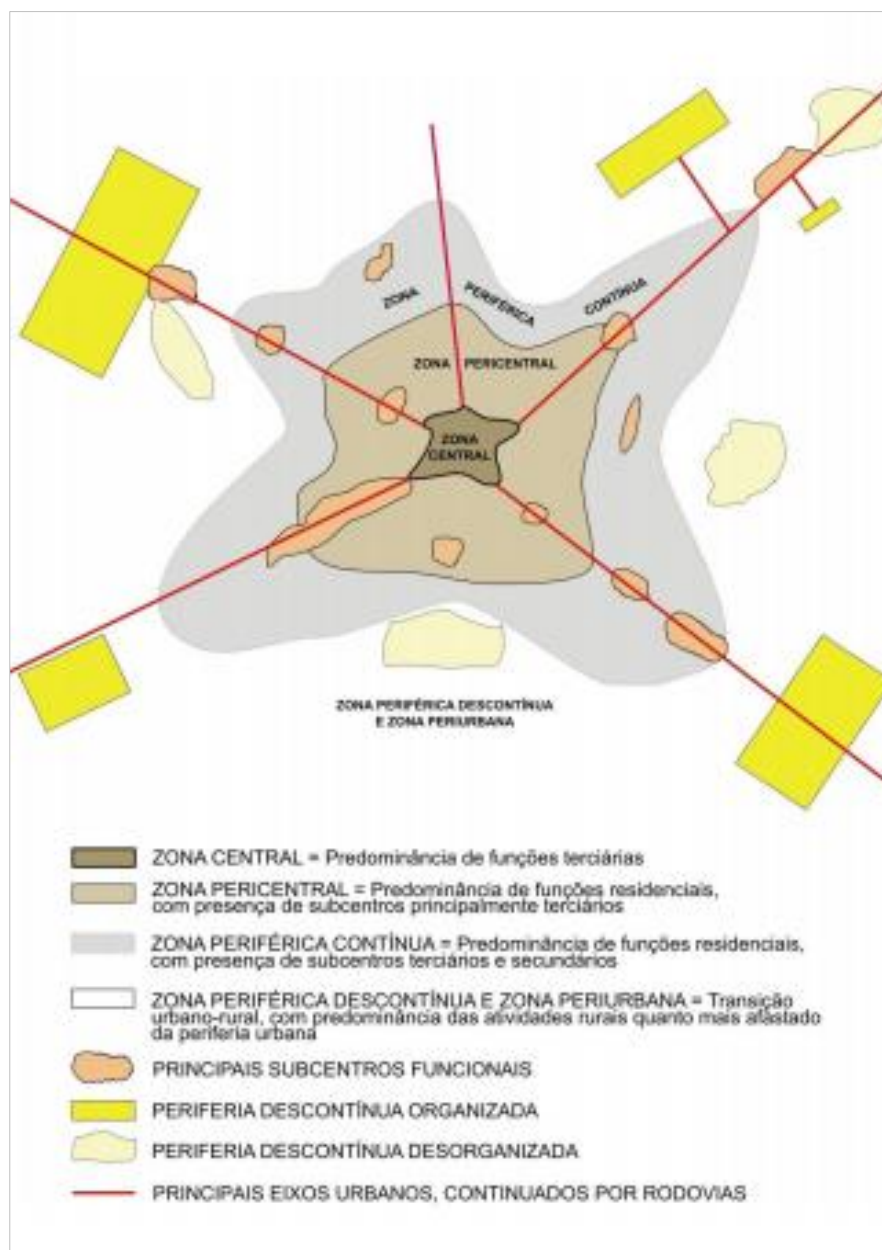 ZONA
PERIFÉRICA
CONTÍNUA
ZONA PERICENTRAL
ZONA
CENTRAL
ZONA PERIFÉRICA DESCONTÍNUA
E ZONA PERIURBANA
ZONA CENTRAL = Predominância de funções terciárias
ZONA PERICENTRAL = Predominância de funções residenciais,
com presença de subcentros principalmente terciários
ZONA PERIFÉRICA CONTÍNUA = Predominância de funções residenciais,
com presença de subcentros terciários e secundários
ZONA PERIFÉRICA DESCONTÍNUA E ZONA PERIURBANA = Transição
urbano-rural, com predominância das atividades rurais quanto mais afastado
da periferia urbana
PRINCIPAIS SUBCENTROS FUNCIONAIS
PERIFERIA DESCONTÍNUA ORGANIZADA
PERIFERIA DESCONTÍNUA DESORGANIZADA
PRINCIPAIS EIXOS URBANOS, CONTINUADOS POR RODOVIAS